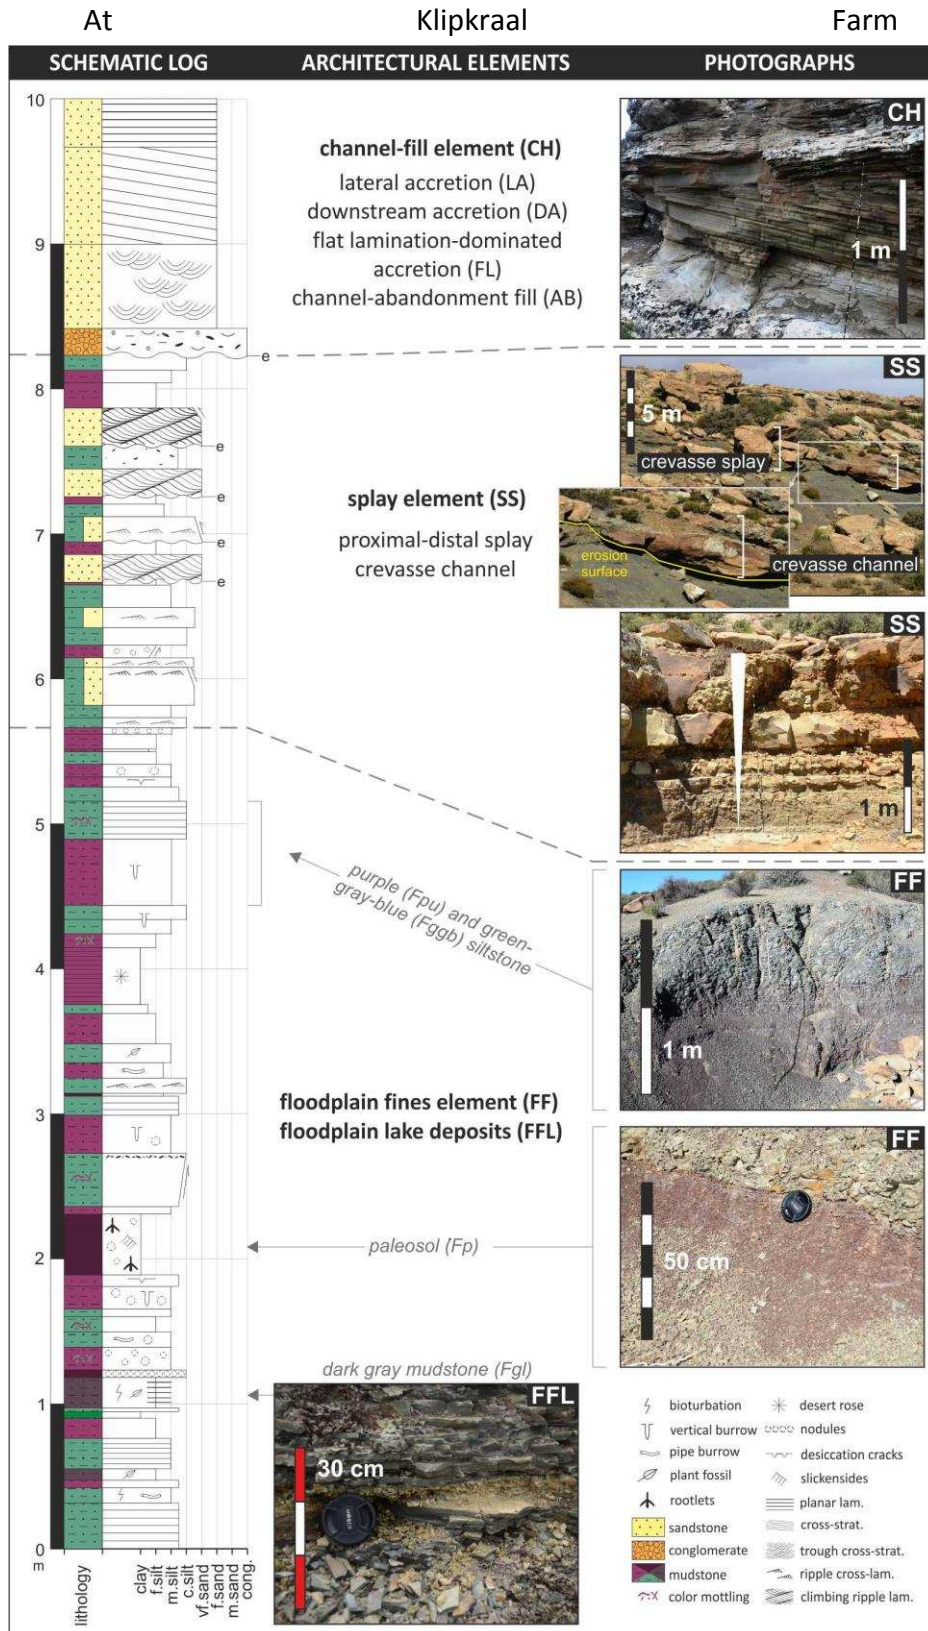 At Klipkraal Farm
SCHEMATIC LOG ARCHITECTURAL ELEMENTS PHOTOGRAPHS
10
9
8
7
6
5
4
3
2
1
0
m
lithology
clay
f.silt
m.silt
c.silt
vf.sand
f.sand
m.sand
cong.
e
e
e
e
e
channel-fill element (CH)
lateral accretion (LA)
downstream accretion (DA)
flat lamination-dominated
accretion (FL)
channel-abandonment fill (AB)
splay element (SS)
proximal-distal splay
crevasse channel
purple (Fpu) and green-
gray-blue (Fggb) siltstone
floodplain fines element (FF)
floodplain lake deposits (FFL)
paleosol (Fp)
dark gray mudstone (Fgl)
CH
1 m
SS
5 m
crevasse splay
erosion
surface
crevasse channel
SS
1 m
FF
1 m
FF
50 cm
FFL
30 cm
bioturbation
vertical burrow
pipe burrow
plant fossil
rootlets
sandstone
conglomerate
mudstone
color mottling
desert rose
nodules
desiccation cracks
slickensides
planar lam.
cross-strat.
trough cross-strat.
ripple cross-lam.
climbing ripple lam.